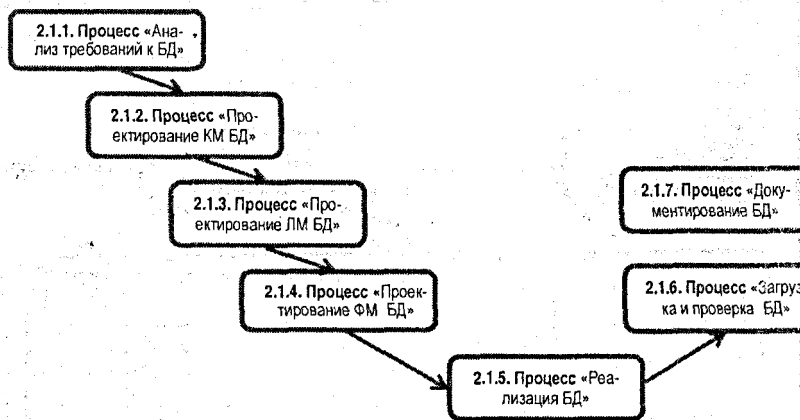 2.1.1. Процесс «Ана-
лиз требований к БД»
2.1.2. Процесс «Про-
ектирование КМ БД»
2.1.3. Процесс «Про-
ектирование ЛМ БД»
2.1.7. Процесс «Доку-
ментирование БД»
2.1.4. Процесс «Проек-
тирование ФМ БД»
2.1.6. Процесс «Загруз
ка и проверка БД»
2.1.5. Процесс «Реа-
лизация БД»